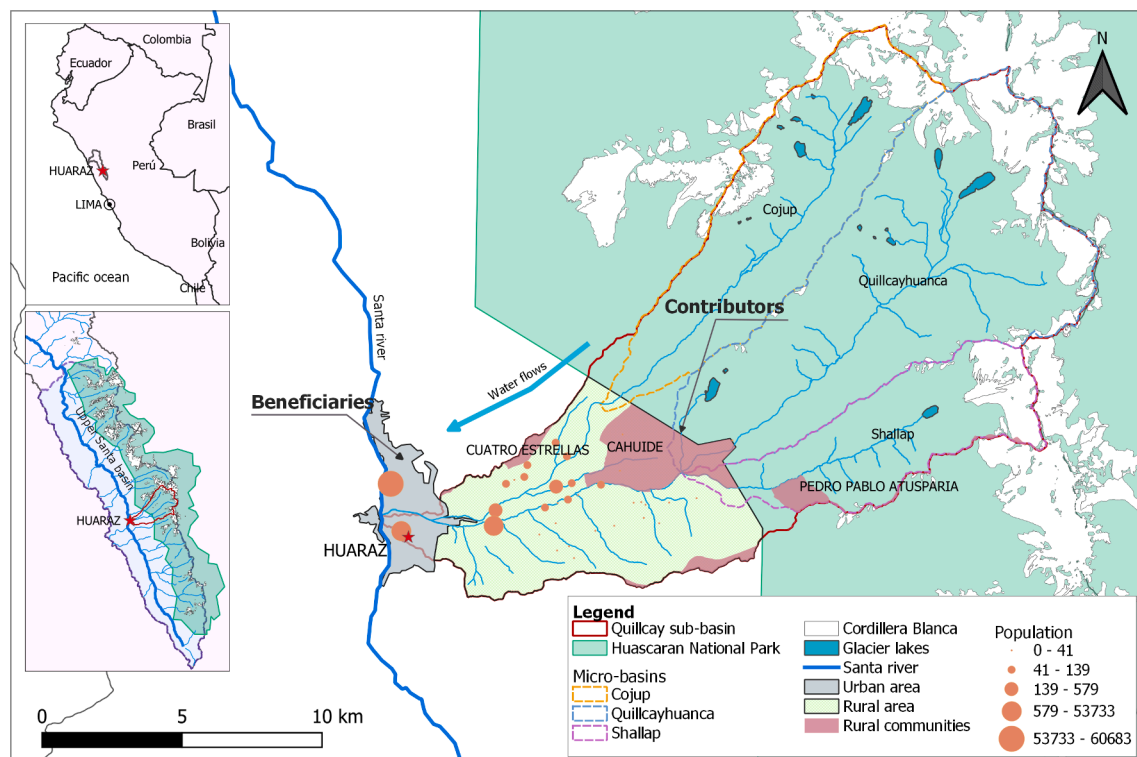 Colombia
Ecuador
Brasil
HUARAZ
Perú
LIMA
Bolivia
Pacific ocean
Chile
Upper Santa basin
HUARAZ
0 5 10 km
N
Santa river
Cojup
Quillcayhuanca
Contributors
Water flows
Beneficiaries
Shallap
CUATRO ESTRELLAS
CAHUIDE
PEDRO PABLO ATUSPARIA
HUARAZ
Legend
Quillcay sub-basin
Huascaran National Park
Micro-basins
Cojup
Quillcayhuanca
Shallap
Cordillera Blanca
Glacier lakes
Santa river
Urban area
Rural area
Rural communities
Population
0 - 41
41 - 139
139 - 579
579 - 53733
53733 - 60683